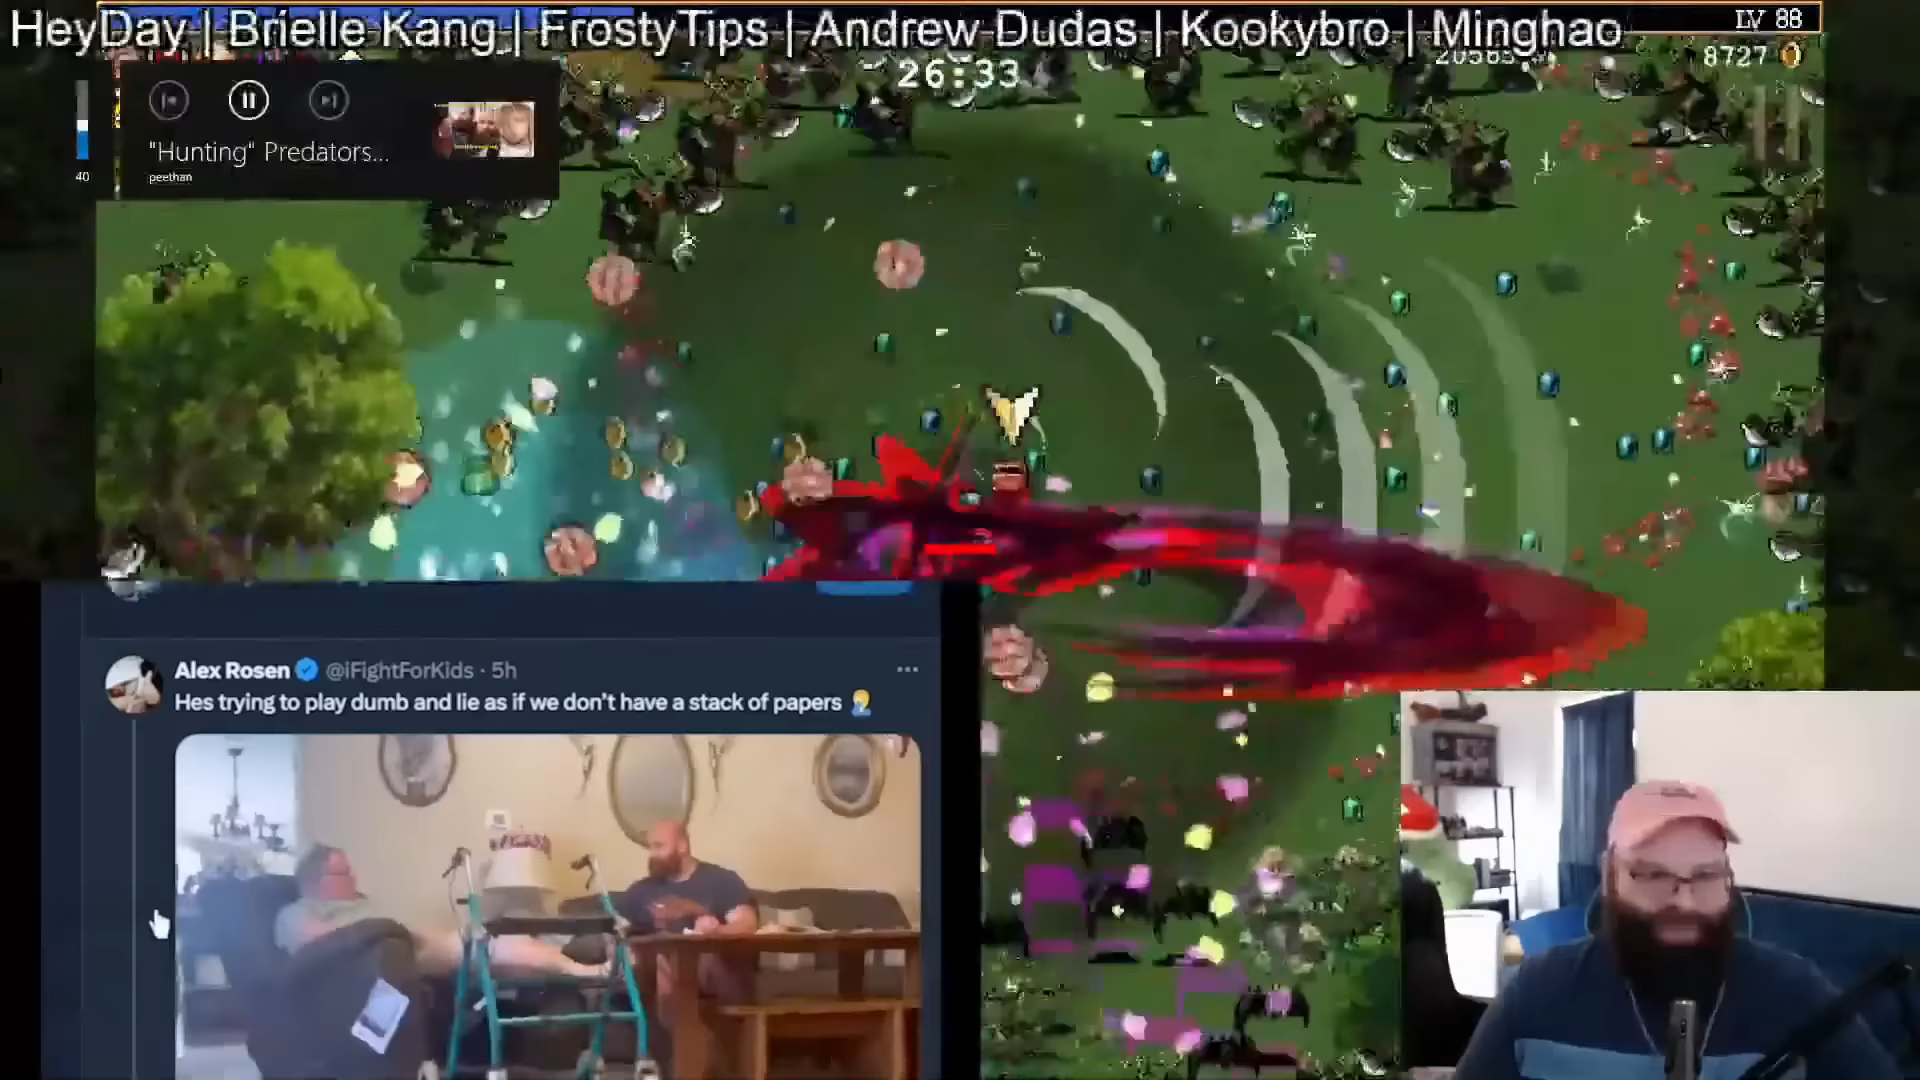 HeyDay | Brielle Kang | FrostyTips | Andrew Dudas | Kookybro | Minghao
LV 88
8727
26:33
"Hunting" Predators...
peethan
40
Alex Rosen @iFightForKids · 5h
Hes trying to play dumb and lie as if we don't have a stack of papers